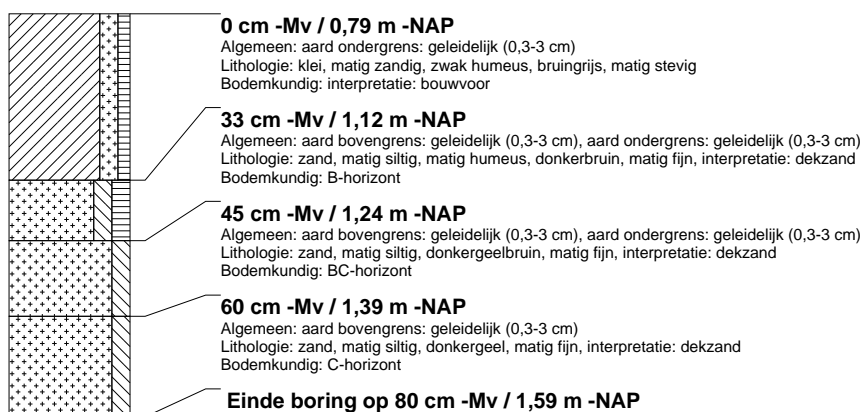 0 cm -Mv / 0,79 m -NAP
Algemeen: aard ondergrens: geleidelijk (0,3-3 cm)
Lithologie: klei, matig zandig, zwak humeus, bruingrijs, matig stevig
Bodemkundig: interpretatie: bouwvoor
33 cm -Mv / 1,12 m -NAP
Algemeen: aard bovengrens: geleidelijk (0,3-3 cm), aard ondergrens: geleidelijk (0,3-3 cm)
Lithologie: zand, matig siltig, matig humeus, donkerbruin, matig fijn, interpretatie: dekzand
Bodemkundig: B-horizont
45 cm -Mv / 1,24 m -NAP
Algemeen: aard bovengrens: geleidelijk (0,3-3 cm), aard ondergrens: geleidelijk (0,3-3 cm)
Lithologie: zand, matig siltig, donkergeelbruin, matig fijn, interpretatie: dekzand
Bodemkundig: BC-horizont
60 cm -Mv / 1,39 m -NAP
Algemeen: aard bovengrens: geleidelijk (0,3-3 cm)
Lithologie: zand, matig siltig, donkergeel, matig fijn, interpretatie: dekzand
Bodemkundig: C-horizont
Einde boring op 80 cm -Mv / 1,59 m -NAP